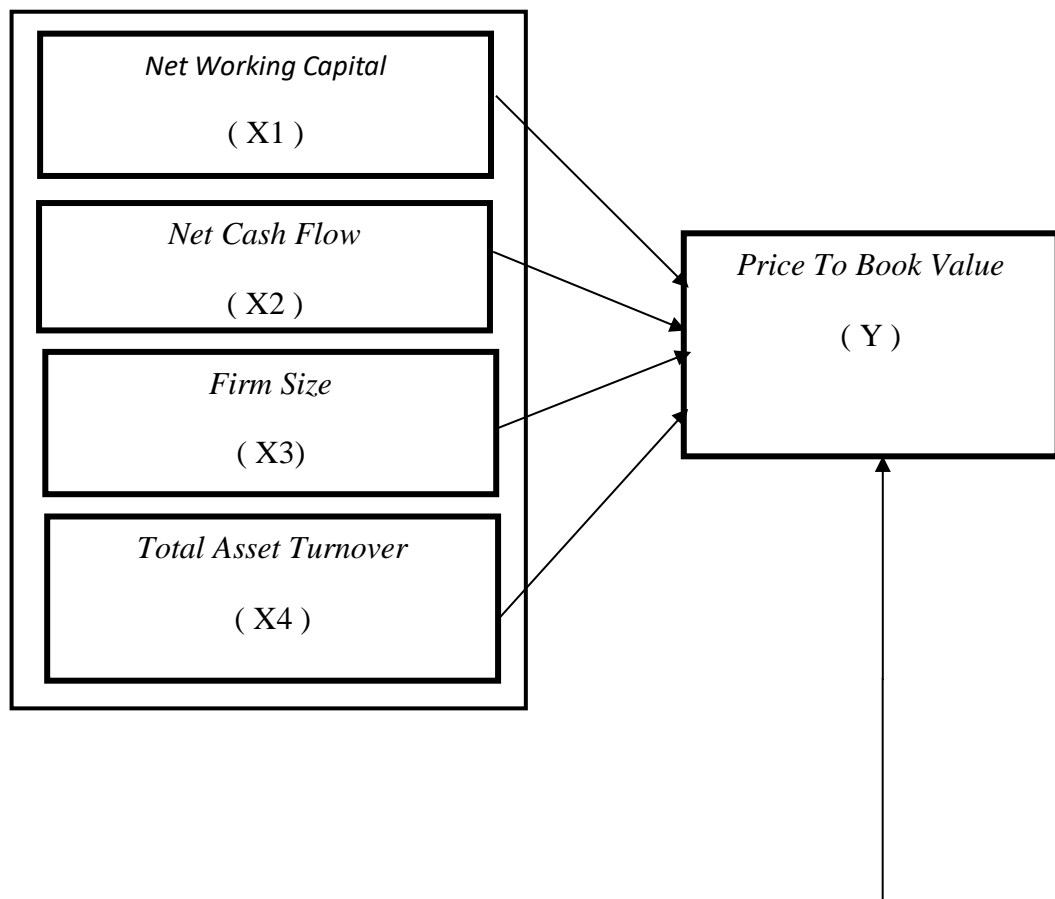 Net Working Capital
( X1 )
Net Cash Flow
( X2 )
Firm Size
( X3)
Total Asset Turnover
( X4 )
Price To Book Value
( Y )